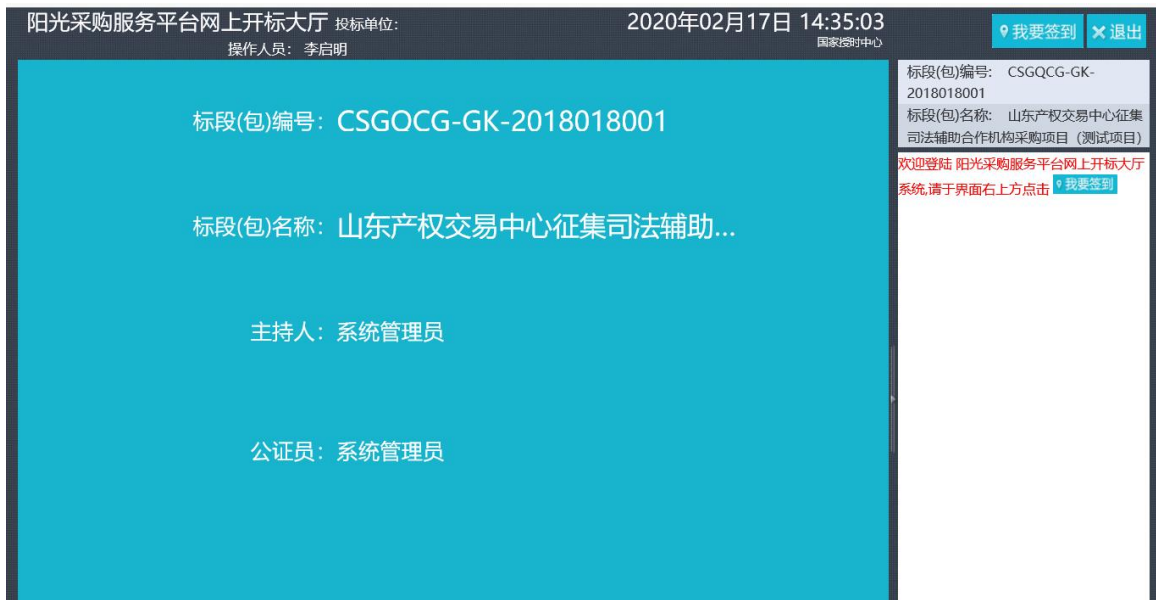 阳光采购服务平台网上开标大厅 投标单位:
操作人员: 李启明
2020年02月17日 14:35:03
国家授时中心
我要签到
退出
标段(包)编号: CSGQCG-GK-2018018001
标段(包)名称: 山东产权交易中心征集司法辅助...
主持人: 系统管理员
公证员: 系统管理员
标段(包)编号: CSGQCG-GK-
2018018001
标段(包)名称: 山东产权交易中心征集
司法辅助合作机构采购项目 (测试项目)
欢迎登陆 阳光采购服务平台网上开标大厅
系统,请于界面右上方点击 我要签到